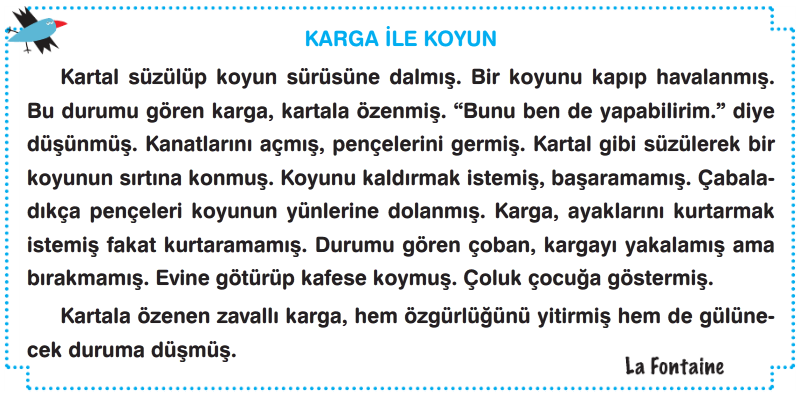 KARGA İLE KOYUN
Kartal süzülüp koyun sürüsüne dalmış. Bir koyunu kapıp havalanmış.
Bu durumu gören karga, kartala özenmiş. “Bunu ben de yapabilirim.” diye
düşünmüş. Kanatlarını açmış, pençelerini germiş. Kartal gibi süzülerek bir
koyunun sırtına konmuş. Koyunu kaldırmak istemiş, başaramamış. Çabala-
dıkça pençeleri koyunun yünlerine dolanmış. Karga, ayaklarını kurtarmak
istemiş fakat kurtaramamış. Durumu gören çoban, kargayı yakalamış ama
bırakmamış. Evine götürüp kafese koymuş. Çoluk çocuğa göstermiş.
Kartala özenen zavallı karga, hem özgürlüğünü yitirmiş hem de gülüne-
cek duruma düşmüş.
La Fontaine